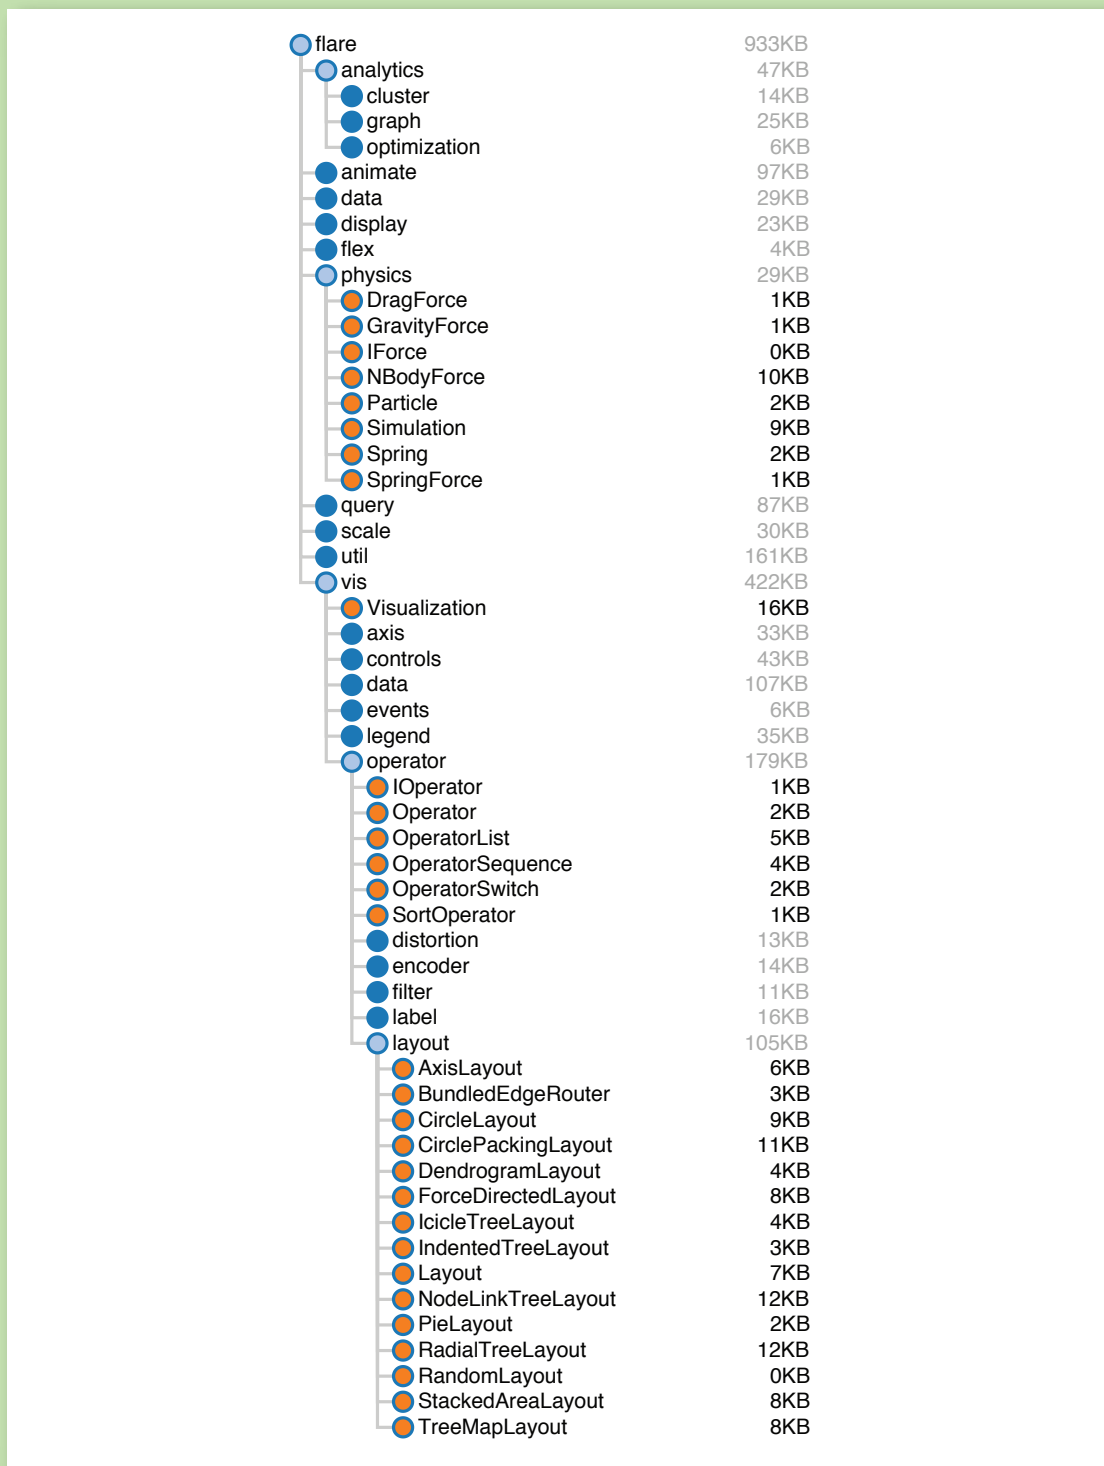 flare 933KB
analytics 47KB
cluster 14KB
graph 25KB
optimization 6KB
animate 97KB
data 29KB
display 23KB
flex 4KB
physics 29KB
DragForce 1KB
GravityForce 1KB
IForce 0KB
NBodyForce 10KB
Particle 2KB
Simulation 9KB
Spring 2KB
SpringForce 1KB
query 87KB
scale 30KB
util 161KB
vis 422KB
Visualization 16KB
axis 33KB
controls 43KB
data 107KB
events 6KB
legend 35KB
operator 179KB
IOperator 1KB
Operator 2KB
OperatorList 5KB
OperatorSequence 4KB
OperatorSwitch 2KB
SortOperator 1KB
distortion 13KB
encoder 14KB
filter 11KB
label 16KB
layout 105KB
AxisLayout 6KB
BundledEdgeRouter 3KB
CircleLayout 9KB
CirclePackingLayout 11KB
DendrogramLayout 4KB
ForceDirectedLayout 8KB
IcicleTreeLayout 4KB
IndentedTreeLayout 3KB
Layout 7KB
NodeLinkTreeLayout 12KB
PieLayout 2KB
RadialTreeLayout 12KB
RandomLayout 0KB
StackedAreaLayout 8KB
TreeMapLayout 8KB